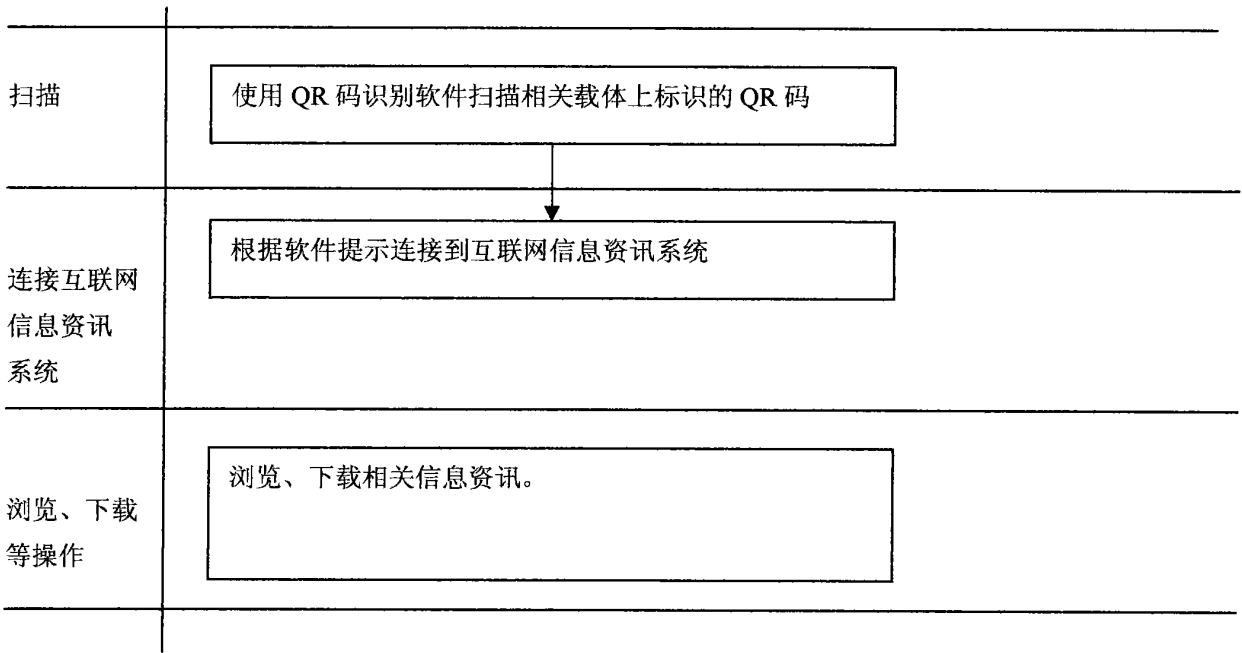 扫描
使用 QR 码识别软件扫描相关载体上标识的 QR 码
连接互联网
信息资讯
系统
根据软件提示连接到互联网信息资讯系统
浏览、下载
等操作
浏览、下载相关信息资讯。